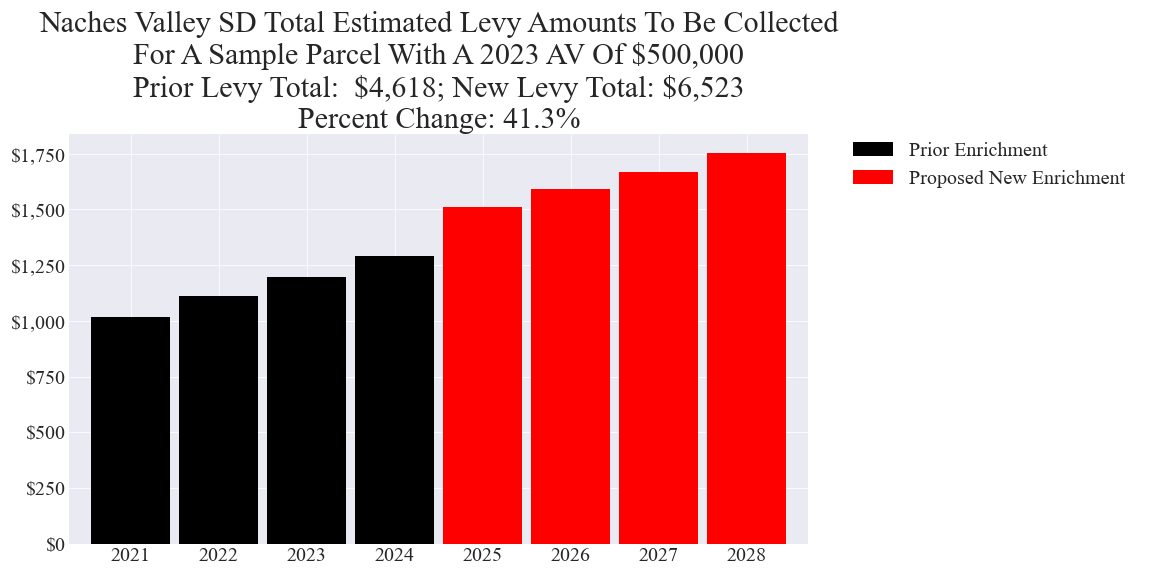 Naches Valley SD Total Estimated Levy Amounts To Be Collected
For A Sample Parcel With A 2023 AV Of $500,000
Prior Levy Total:  $4,618; New Levy Total: $6,523
Percent Change: 41.3%
Prior Enrichment
Proposed New Enrichment
$1,750
$1,500
$1,250
$1,000
$750
$500
$250
$0
2021 2022 2023 2024 2025 2026 2027 2028